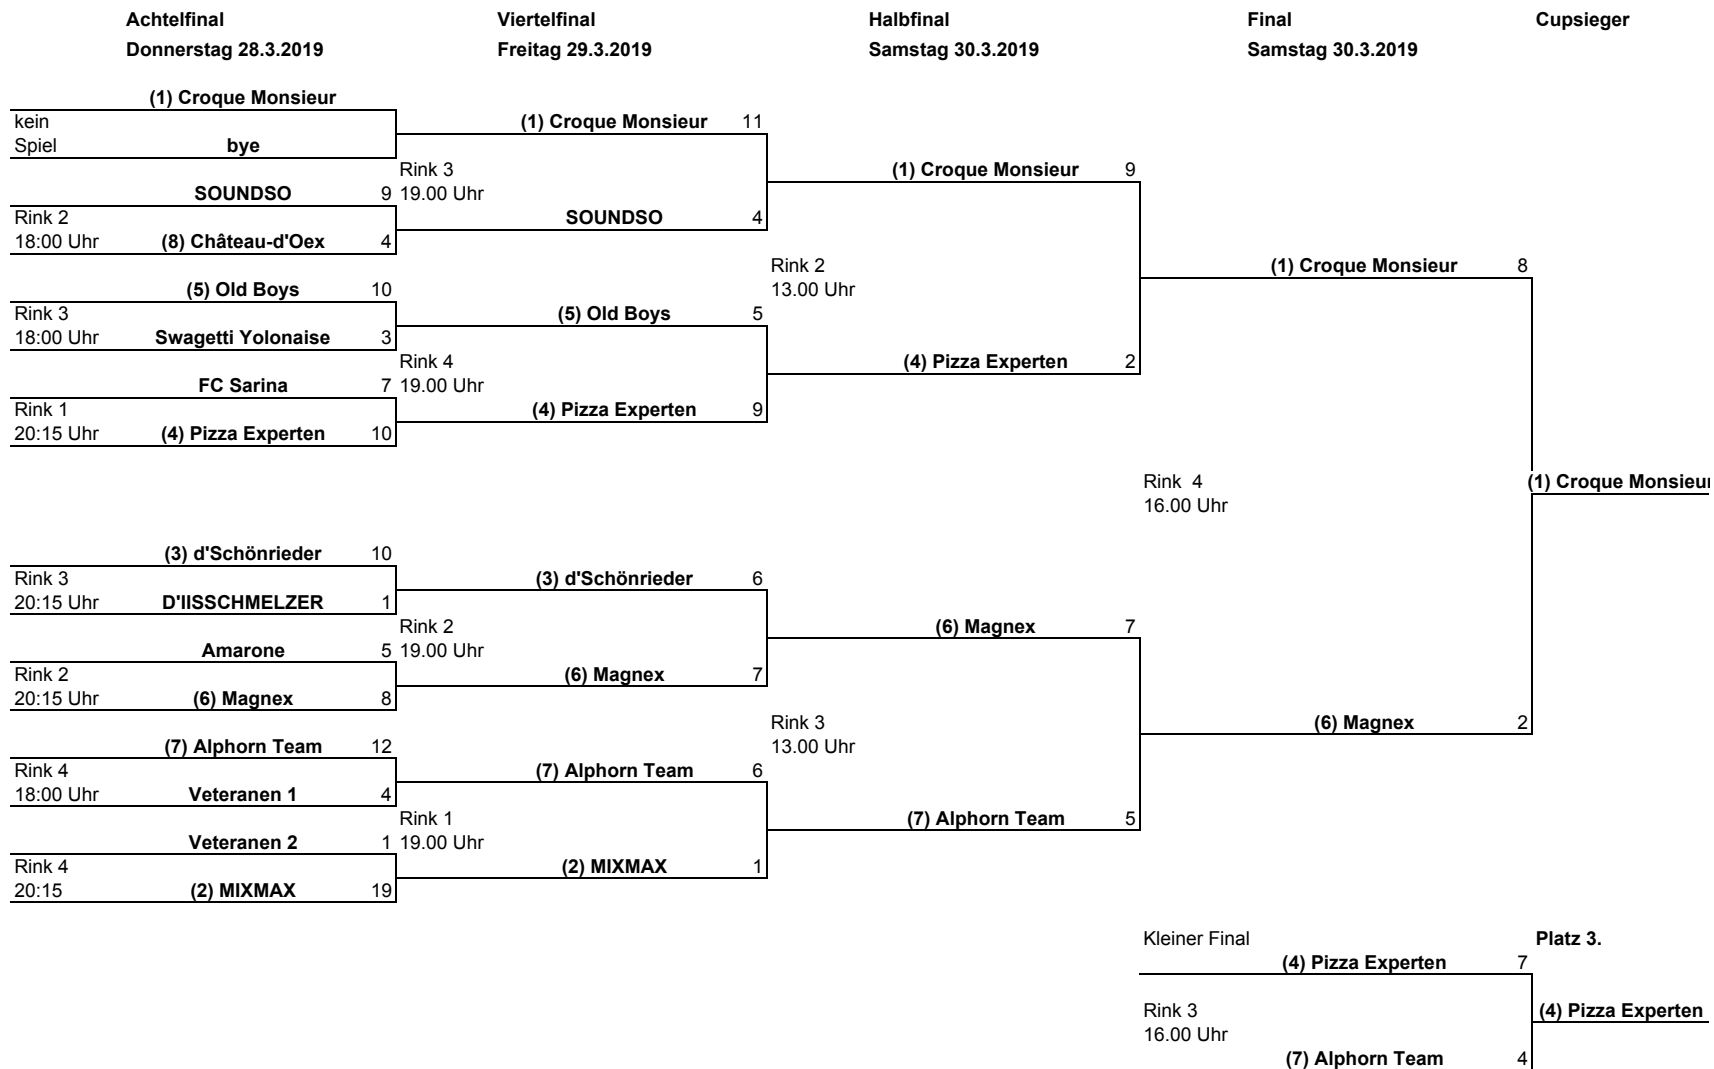 Achtelfinal Viertelfinal Halbfinal Final Cupsieger
Donnerstag 28.3.2019 Freitag 29.3.2019 Samstag 30.3.2019 Samstag 30.3.2019
(1) Croque Monsieur
kein
(1) Croque Monsieur 11
Spiel bye
Rink 3
(1) Croque Monsieur 9
SOUNDSO 9 19.00 Uhr
Rink 2
SOUNDSO 4
18:00 Uhr (8) Château-d'Oex 4
Rink 2
(1) Croque Monsieur 8
(5) Old Boys 10
13.00 Uhr
Rink 3
(5) Old Boys 5
18:00 Uhr Swagetti Yolonaise 3
Rink 4
(4) Pizza Experten 2
FC Sarina 7 19.00 Uhr
Rink 1
(4) Pizza Experten 9
20:15 Uhr (4) Pizza Experten 10
Rink 4
(1) Croque Monsieur
16.00 Uhr
(3) d'Schönrieder 10
Rink 3
(3) d'Schönrieder 6
20:15 Uhr D'IISSCHMELZER 1
Rink 2
(6) Magnex 7
Amarone 5 19.00 Uhr
Rink 2
(6) Magnex 7
20:15 Uhr (6) Magnex 8
Rink 3
(6) Magnex 2
(7) Alphorn Team 12
13.00 Uhr
Rink 4
(7) Alphorn Team 6
18:00 Uhr Veteranen 1 4
Rink 1
(7) Alphorn Team 5
Veteranen 2 1 19.00 Uhr
Rink 4
(2) MIXMAX 1
20:15 (2) MIXMAX 19
Kleiner Final Platz 3.
(4) Pizza Experten 7
Rink 3
(4) Pizza Experten
16.00 Uhr
(7) Alphorn Team 4